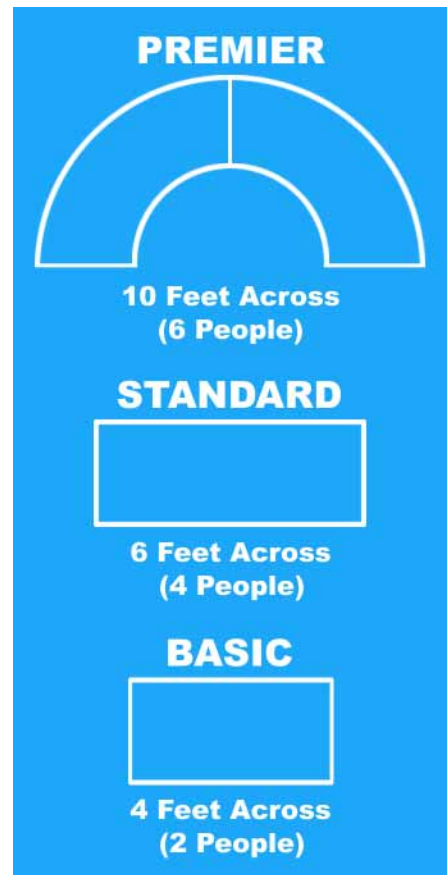 PREMIER
10 Feet Across
(6 People)
STANDARD
6 Feet Across
(4 People)
BASIC
4 Feet Across
(2 People)